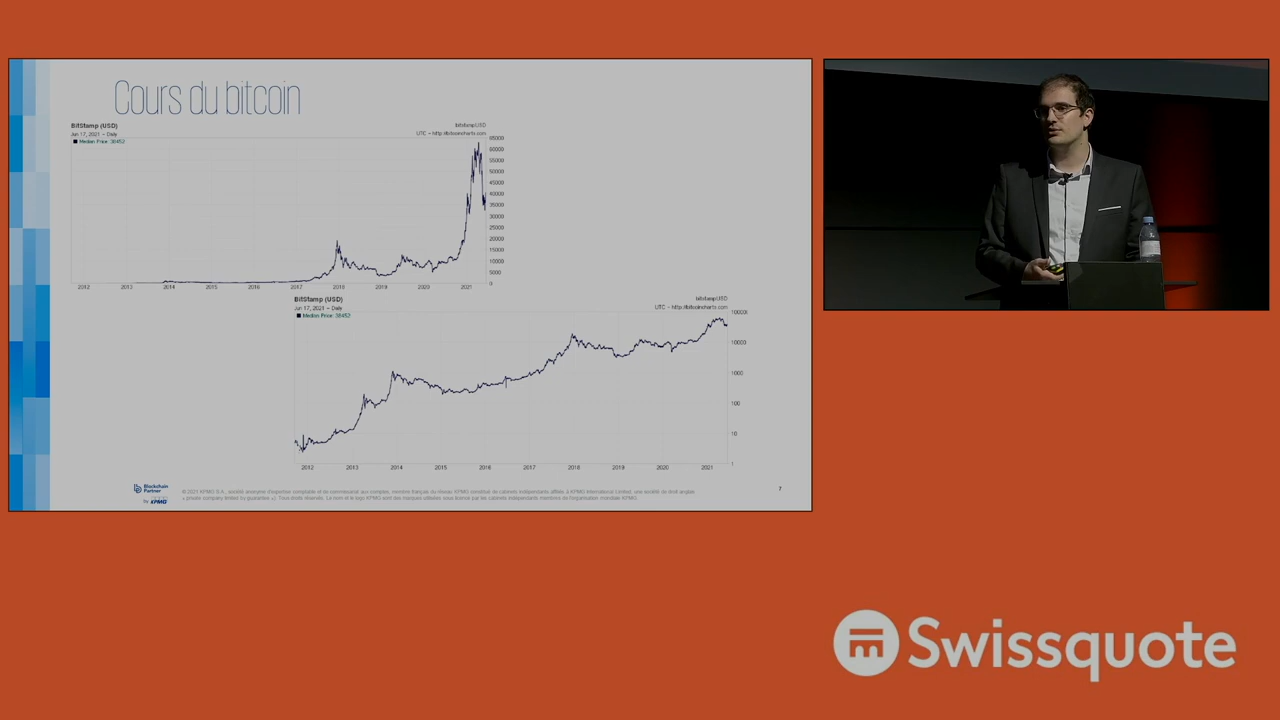 Cours du bitcoin
BitStamp (USD)
Jun 17, 2021 - Daily
Median Price: 38452
bitstampUSD
UTC - http://bitcoincharts.com
65000
60000
55000
50000
45000
40000
35000
30000
25000
20000
15000
10000
5000
0
2012 2013 2014 2015 2016 2017 2018 2019 2020 2021
BitStamp (USD)
Jun 17, 2021 - Daily
Median Price: 38452
bitstampUSD
UTC - http://bitcoincharts.com
10000
1000
100
10
1
2012 2013 2014 2015 2016 2017 2018 2019 2020 2021
Blockchain
Partner
by KPMG
7
Swissquote